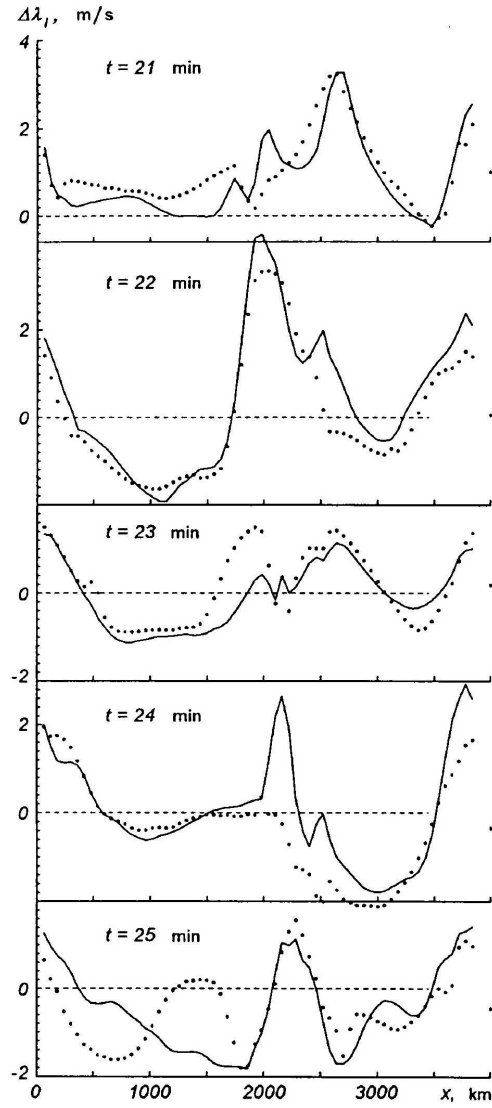 Δλᵢ, m/s
4
t = 21 min
2
0
t = 22 min
2
0
t = 23 min
0
-2
t = 24 min
2
0
t = 25 min
0
-2
0 1000 2000 3000 x, km